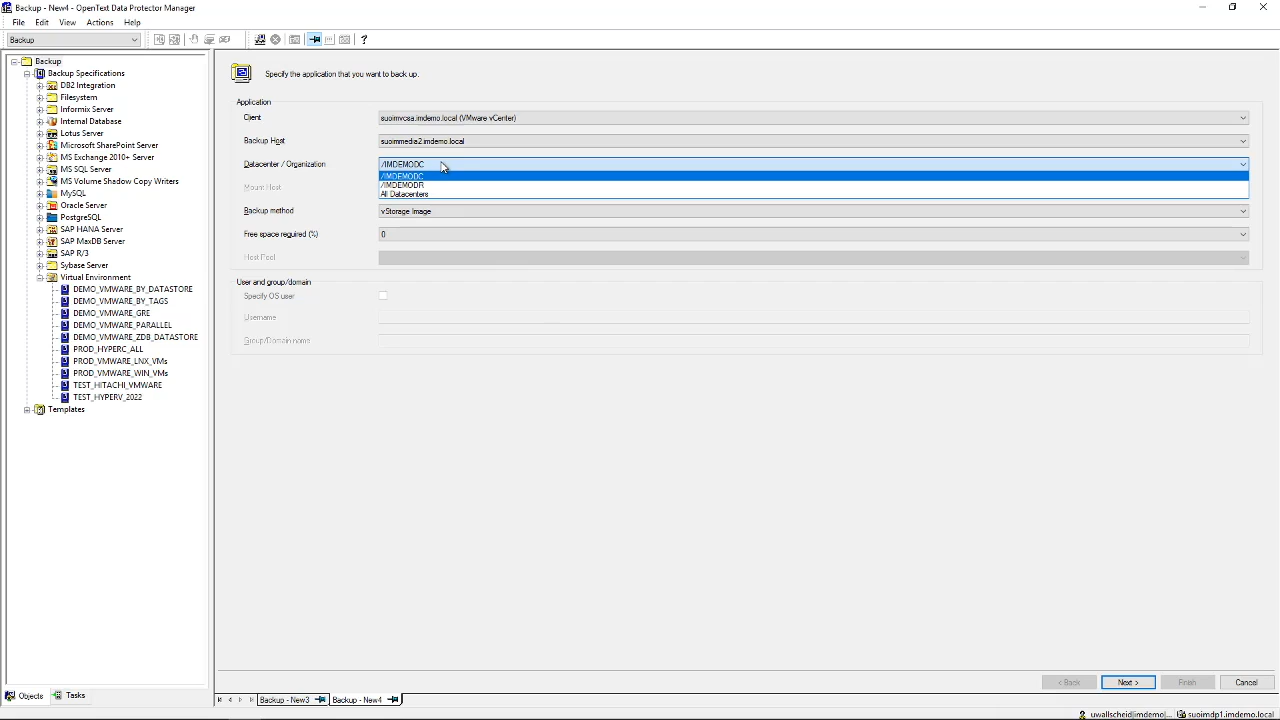 Backup - New4 - OpenText Data Protector Manager
File Edit View Actions Help
Backup
Backup
Backup Specifications
DB2 Integration
Filesystem
Informix Server
Internal Database
Lotus Server
Microsoft SharePoint Server
MS Exchange 2010+ Server
MS SQL Server
MS Volume Shadow Copy Writers
MySQL
Oracle Server
PostgreSQL
SAP HANA Server
SAP MaxDB Server
SAP R/3
Sybase Server
Virtual Environment
DEMO_VMWARE_BY_DATASTORE
DEMO_VMWARE_BY_TAGS
DEMO_VMWARE_GRE
DEMO_VMWARE_PARALLEL
DEMO_VMWARE_ZDB_DATASTORE
PROD_HYPERC_ALL
PROD_VMWARE_LNX_VMs
PROD_VMWARE_WIN_VMs
TEST_HITACHI_VMWARE
TEST_HYPERV_2022
Templates
Objects Tasks
Specify the application that you want to back up.
Application
Client suoimvcsa.imdemo.local (VMware vCenter)
Backup Host suoimmedia2.imdemo.local
Datacenter / Organization /IMDEMODC
/IMDEMODC
Mount Host /IMDEMODR
All Datacenters
Backup method vStorage Image
Free space required (%) 0
Host Pool
User and group/domain
Specify OS user
Username
Group/Domain name
< Back Next > Finish Cancel
Backup - New3 Backup - New4
uwallscheid|imdemo|... suoimdp1.imdemo.local